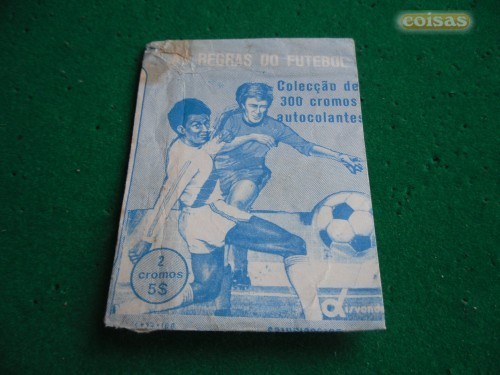 coisas
REGRAS DO FUTEBOL
Colecção de
300 cromos
autocolantes
2
cromos
5$